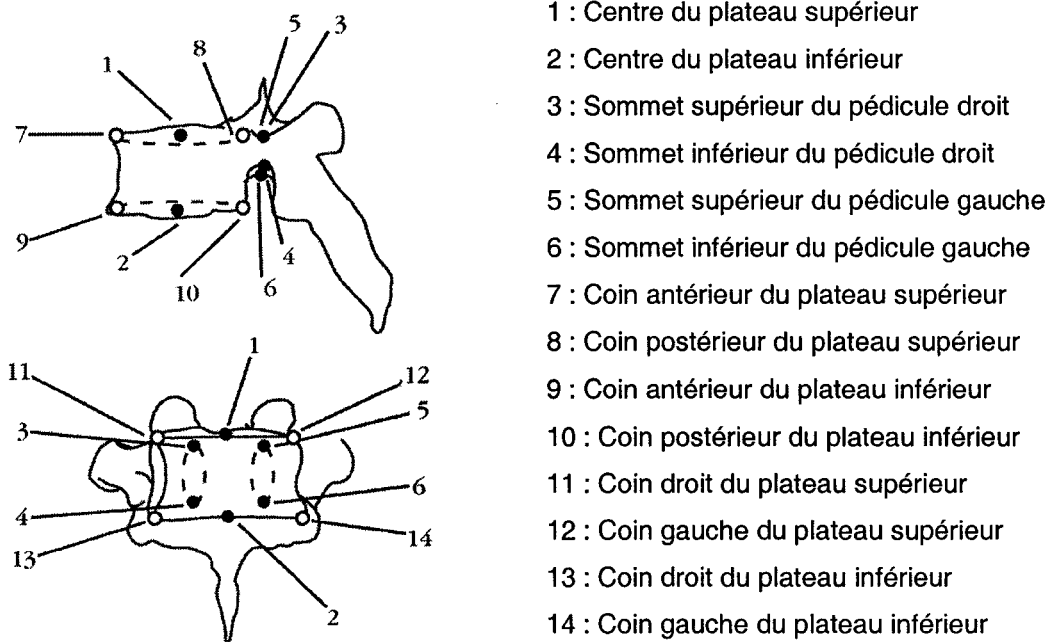 5 3
8
1
7
9
2
10
6
4
1
11
12
3
5
4
6
13
14
2
1 : Centre du plateau supérieur
2 : Centre du plateau inférieur
3 : Sommet supérieur du pédicule droit
4 : Sommet inférieur du pédicule droit
5 : Sommet supérieur du pédicule gauche
6 : Sommet inférieur du pédicule gauche
7 : Coin antérieur du plateau supérieur
8 : Coin postérieur du plateau supérieur
9 : Coin antérieur du plateau inférieur
10 : Coin postérieur du plateau inférieur
11 : Coin droit du plateau supérieur
12 : Coin gauche du plateau supérieur
13 : Coin droit du plateau inférieur
14 : Coin gauche du plateau inférieur